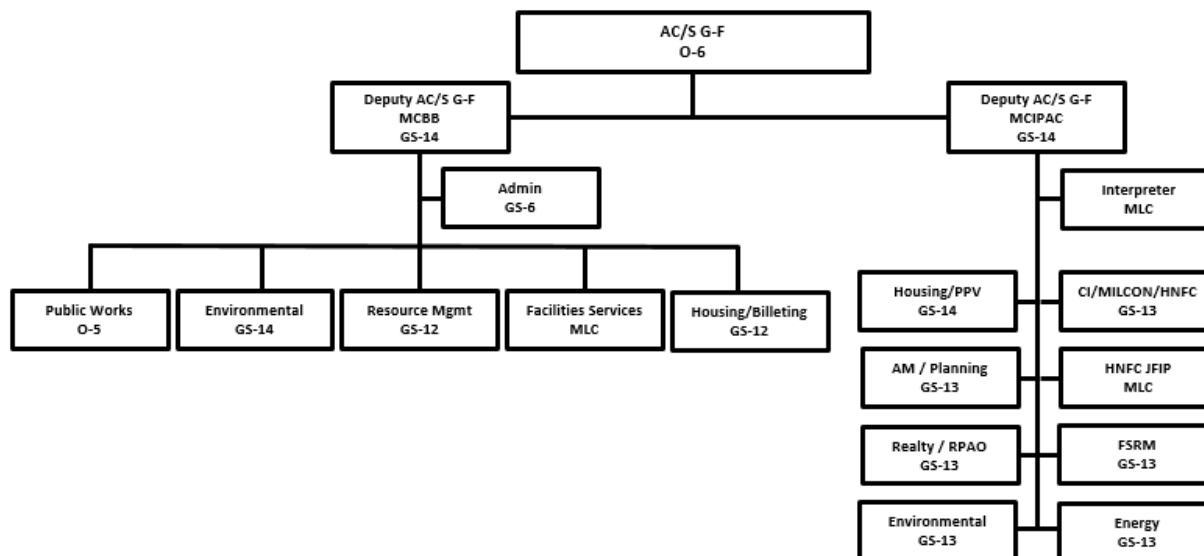 AC/S G-F
O-6
Deputy AC/S G-F
MCBB
GS-14
Deputy AC/S G-F
MCIPAC
GS-14
Admin
GS-6
Interpreter
MLC
Public Works
O-5
Environmental
GS-14
Resource Mgmt
GS-12
Facilities Services
MLC
Housing/Billeting
GS-12
Housing/PPV
GS-14
CI/MILCON/HNFC
GS-13
AM / Planning
GS-13
HNFC JFIP
MLC
Realty / RPAO
GS-13
FSRM
GS-13
Environmental
GS-13
Energy
GS-13